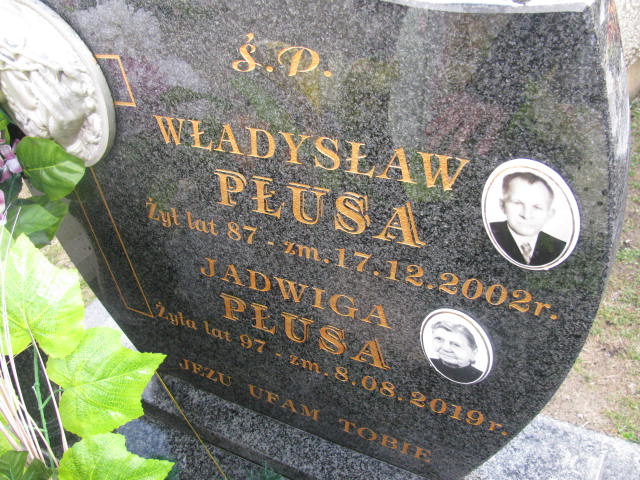 Ś.P.
WŁADYSŁAW
PŁUSA
Żył lat 87 - zm. 17.12.2002r.
JADWIGA
PŁUSA
Żyła lat 97 - zm. 8.08.2019r.
JEZU UFAM TOBIE